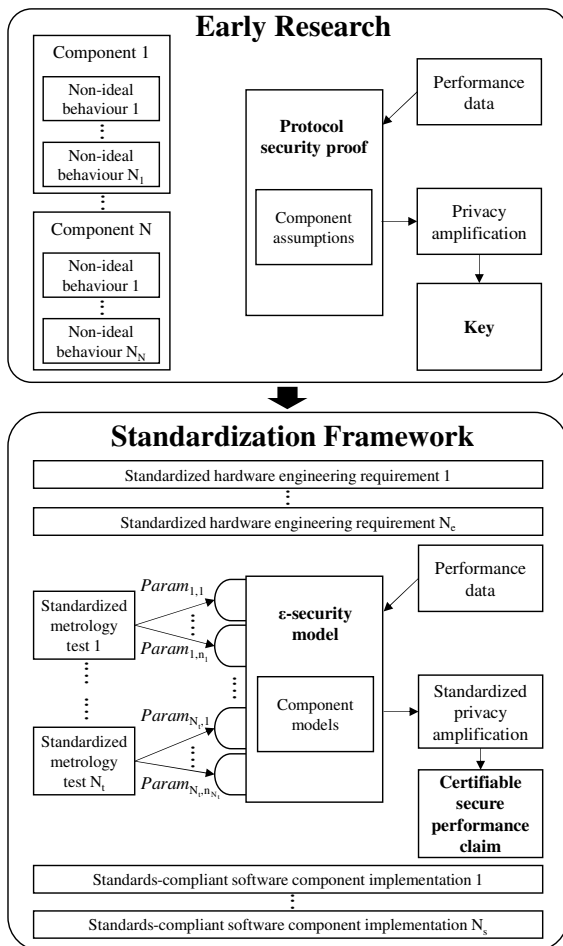 Early Research
Component 1
Non-ideal
behaviour 1
Non-ideal
behaviour N₁
Component N
Non-ideal
behaviour 1
Non-ideal
behaviour N_N
Protocol
security proof
Component
assumptions
Performance
data
Privacy
amplification
Key
Standardization Framework
Standardized hardware engineering requirement 1
Standardized hardware engineering requirement Nₑ
Standardized
metrology
test 1
Standardized
metrology
test Nₜ
Param₁,₁
Param₁,n₁
Param_Nₜ,1
Param_Nₜ,n_Nₜ
ε-security
model
Component
models
Performance
data
Standardized
privacy
amplification
Certifiable
secure
performance
claim
Standards-compliant software component implementation 1
Standards-compliant software component implementation Nₛ